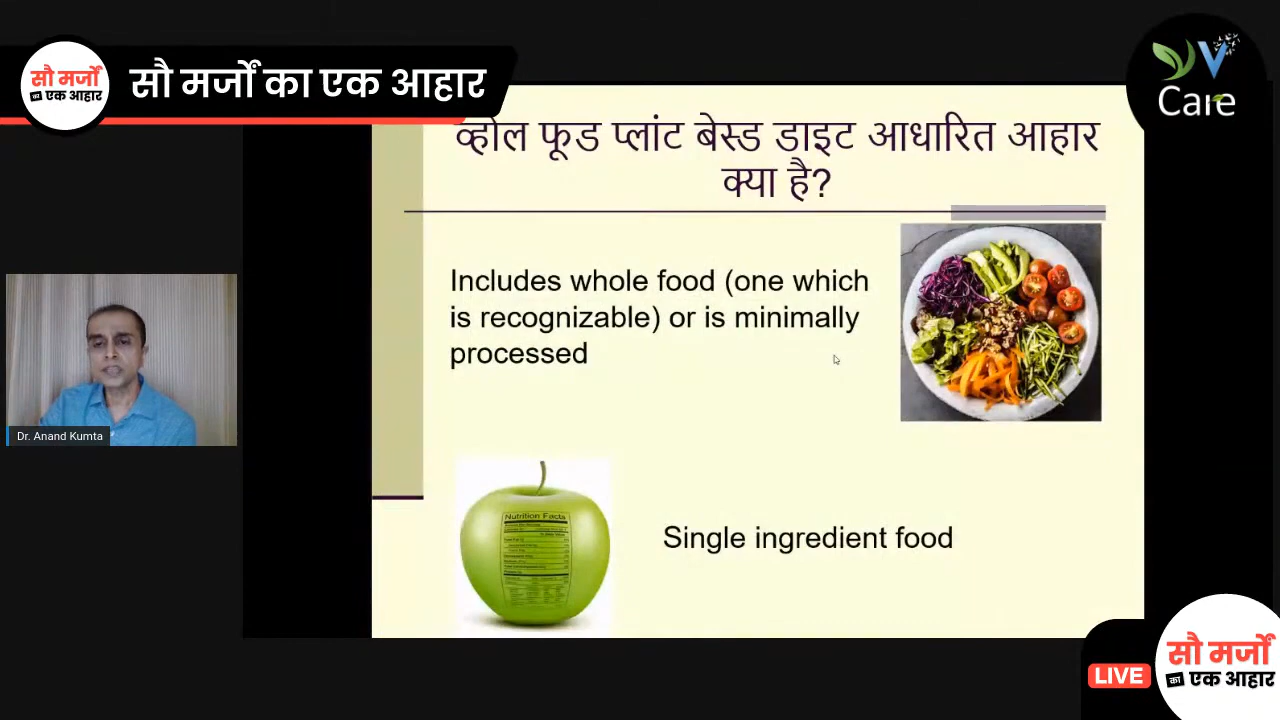 सौ मर्जों
का एक आहार
सौ मर्जों का एक आहार
V
Care
व्होल फूड प्लांट बेस्ड डाइट आधारित आहार
क्या है?
Includes whole food (one which
is recognizable) or is minimally
processed
Dr. Anand Kumta
Nutrition Facts
Single ingredient food
LIVE
सौ मर्जों
का एक आहार